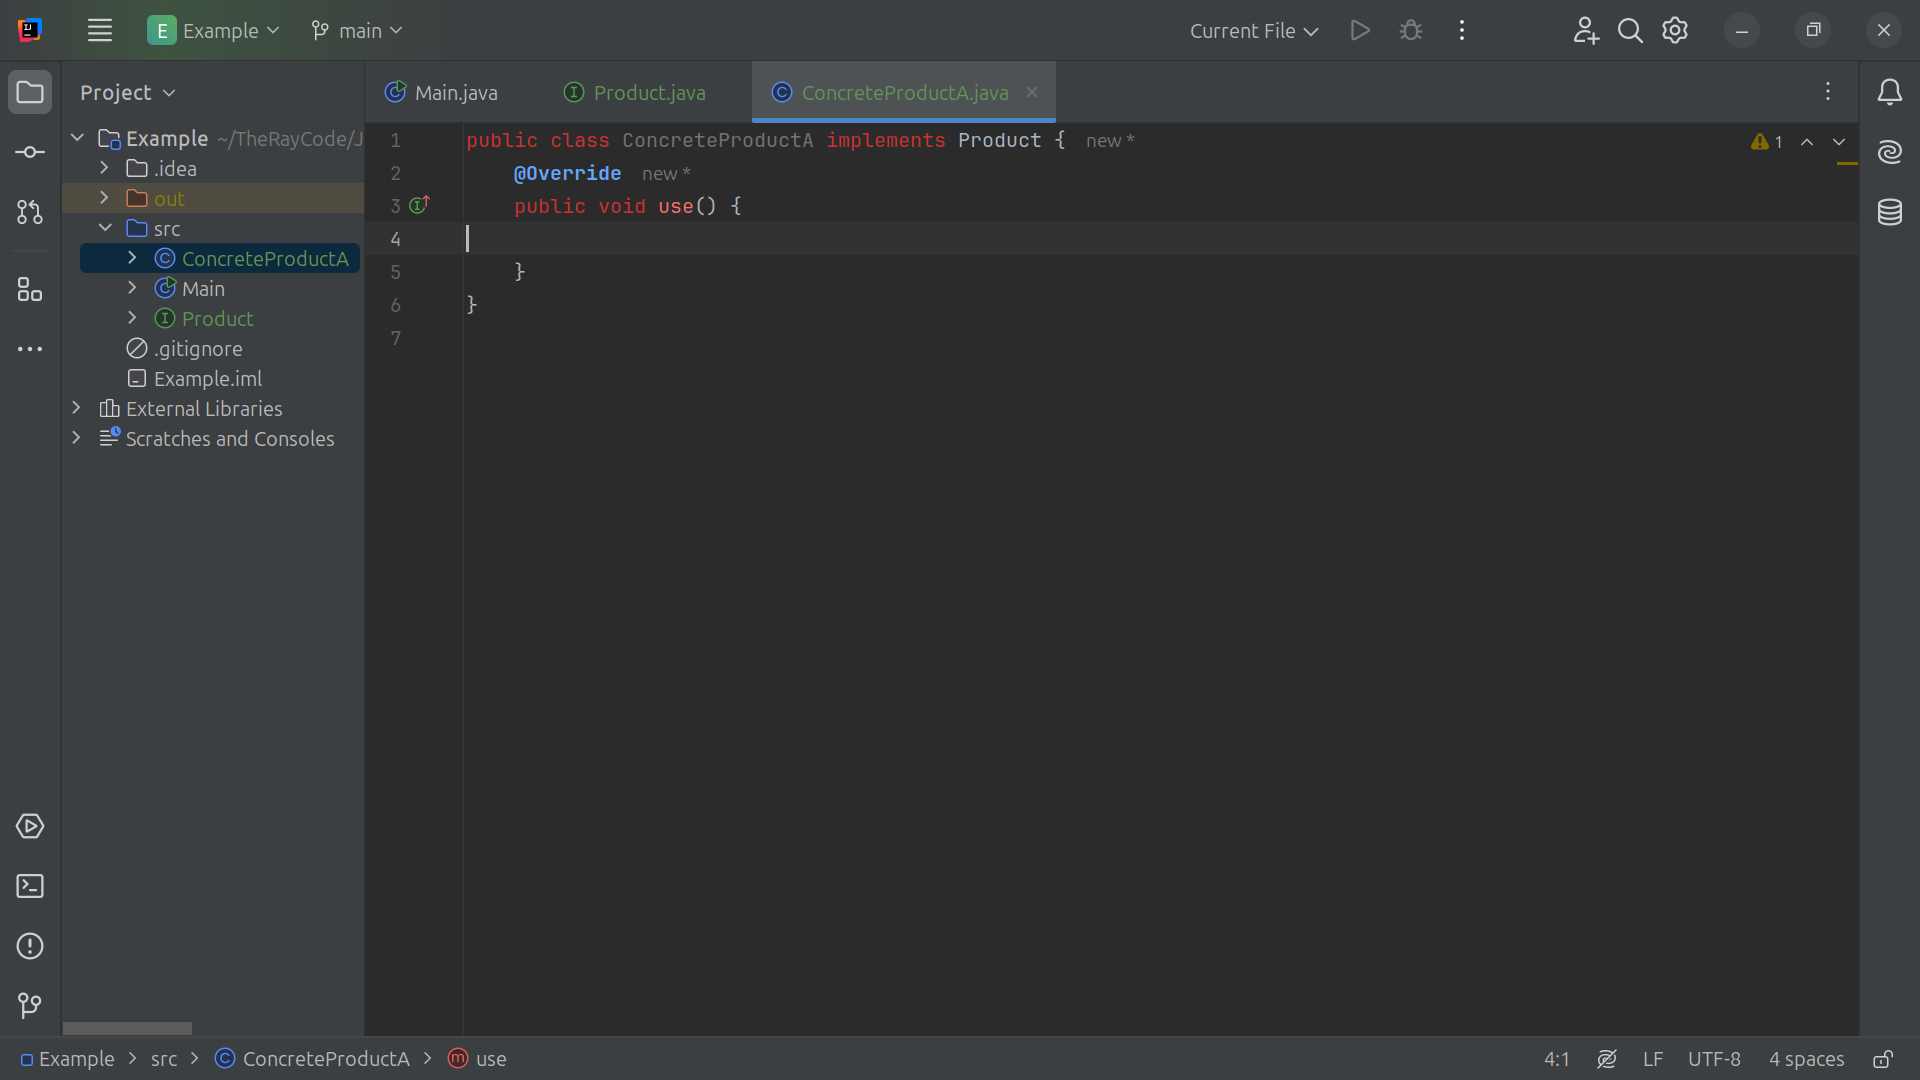 E Example main Current File
Project
Main.java Product.java ConcreteProductA.java
Example ~/TheRayCode/J
.idea
out
src
ConcreteProductA
Main
Product
.gitignore
Example.iml
External Libraries
Scratches and Consoles
1 public class ConcreteProductA implements Product { new *
2 @Override new *
3 public void use() {
4
5 }
6 }
7
1
Example src ConcreteProductA use
4:1 LF UTF-8 4 spaces